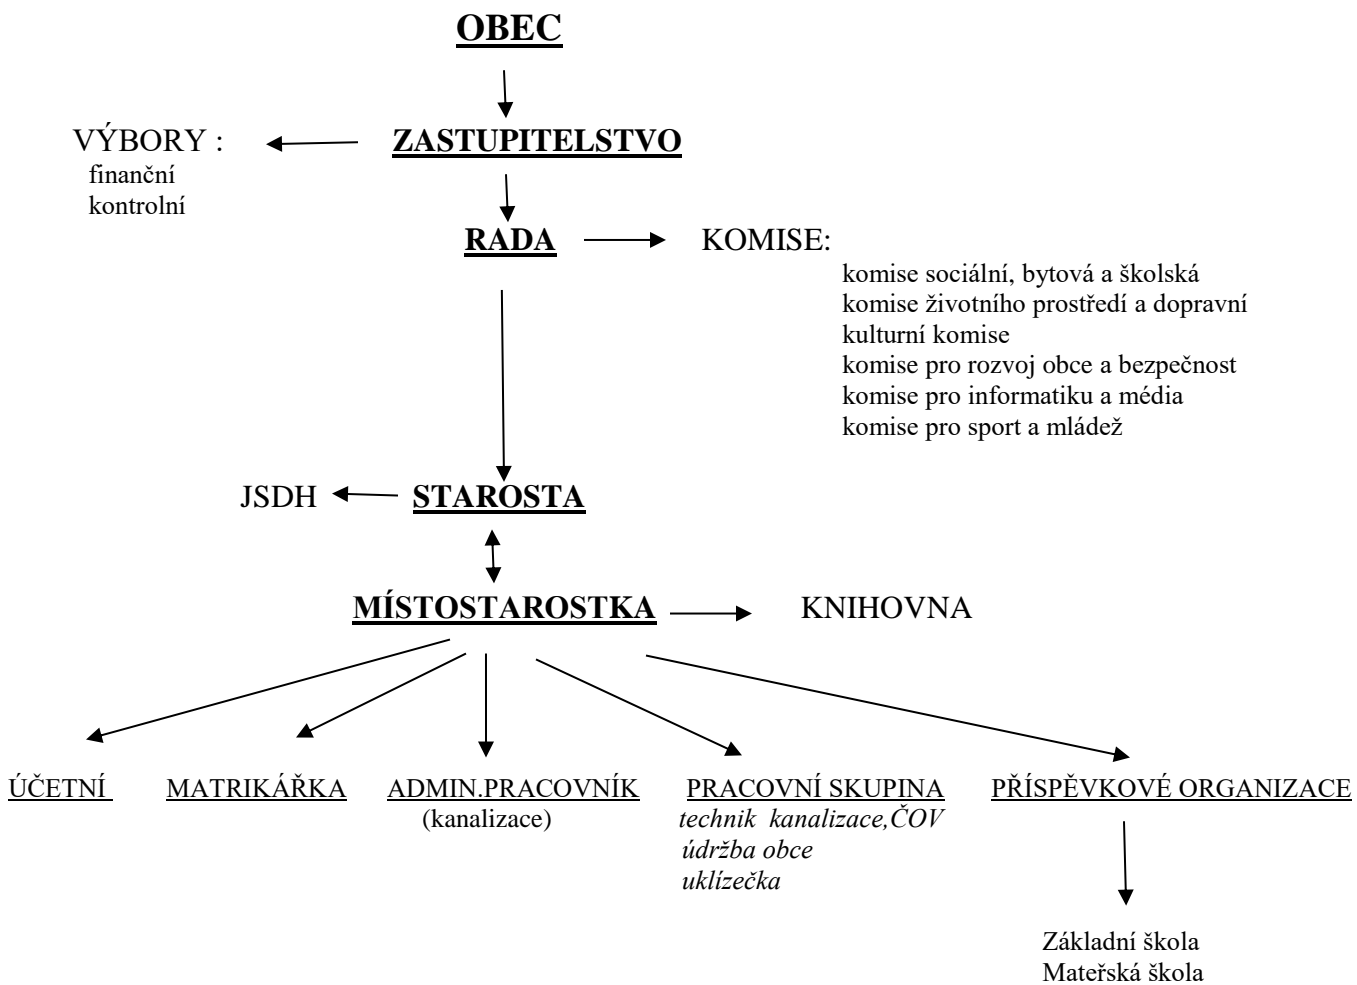 OBEC
VÝBORY :
ZASTUPITELSTVO
finanční
kontrolní
RADA
KOMISE:
komise sociální, bytová a školská
komise životního prostředí a dopravní
kulturní komise
komise pro rozvoj obce a bezpečnost
komise pro informatiku a média
komise pro sport a mládež
JSDH
STAROSTA
MÍSTOSTAROSTKA
KNIHOVNA
ÚČETNÍ
MATRIKÁŘKA
ADMIN.PRACOVNÍK
(kanalizace)
PRACOVNÍ SKUPINA
technik kanalizace,ČOV
údržba obce
uklízečka
PŘÍSPĚVKOVÉ ORGANIZACE
Základní škola
Mateřská škola